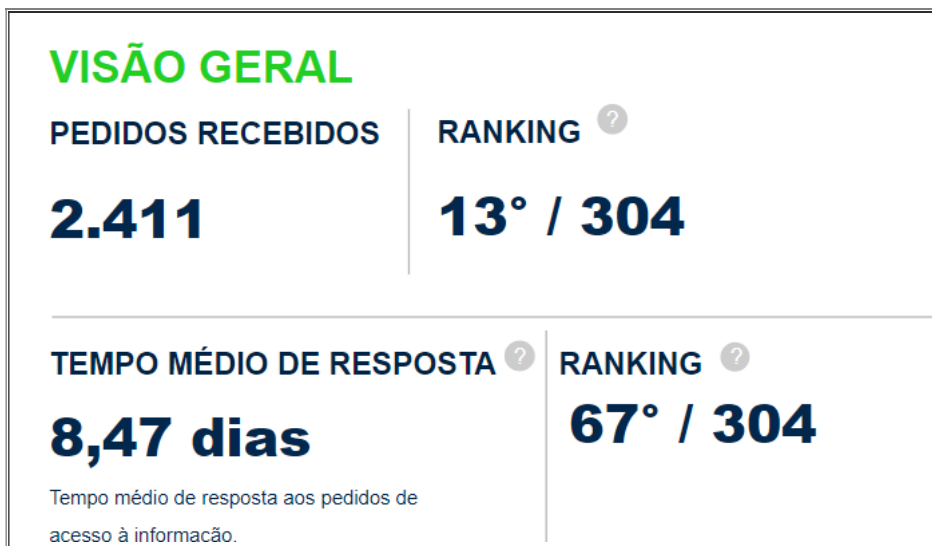 VISÃO GERAL
PEDIDOS RECEBIDOS
2.411
RANKING ?
13° / 304
TEMPO MÉDIO DE RESPOSTA ?
8,47 dias
Tempo médio de resposta aos pedidos de
acesso à informação.
RANKING ?
67° / 304